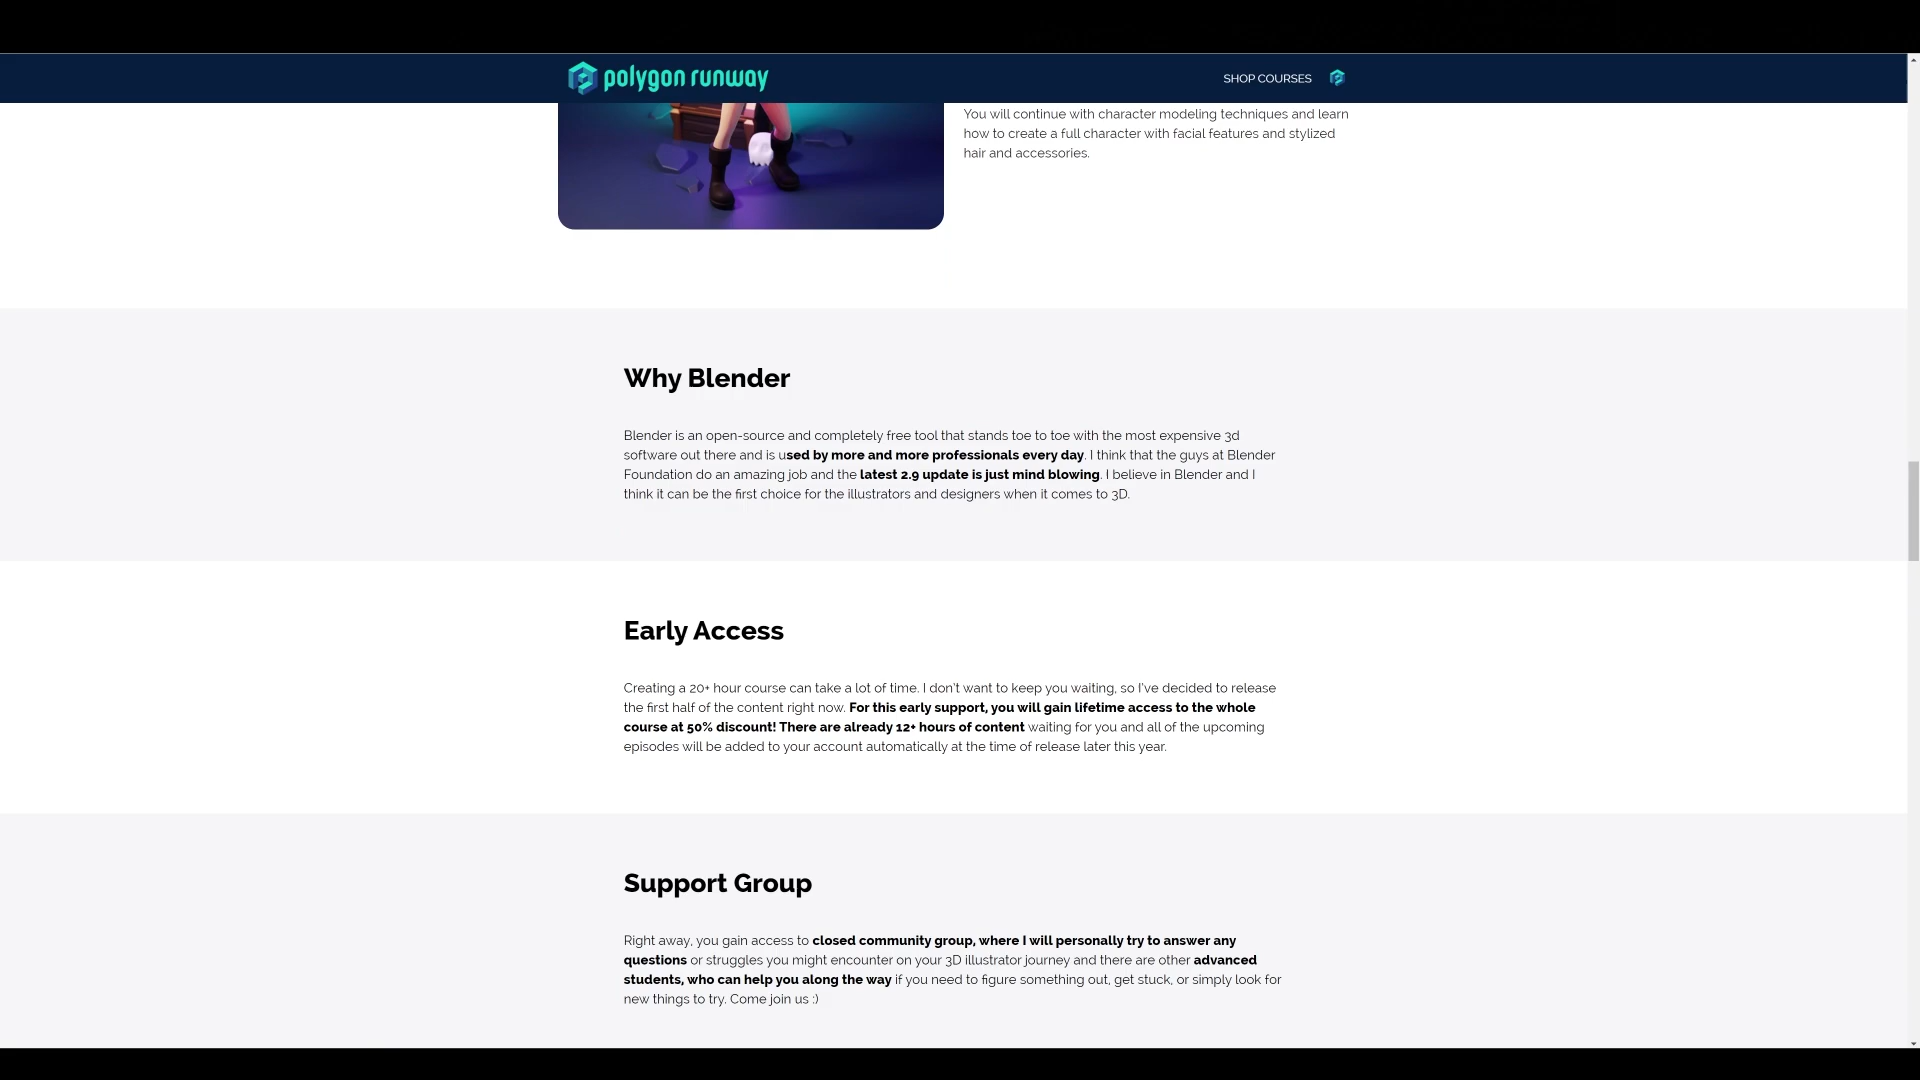 polygon runway
SHOP COURSES
You will continue with character modeling techniques and learn
how to create a full character with facial features and stylized
hair and accessories.
Why Blender
Blender is an open-source and completely free tool that stands toe to toe with the most expensive 3d
software out there and is used by more and more professionals every day. I think that the guys at Blender
Foundation do an amazing job and the latest 2.9 update is just mind blowing. I believe in Blender and I
think it can be the first choice for the illustrators and designers when it comes to 3D.
Early Access
Creating a 20+ hour course can take a lot of time. I don't want to keep you waiting, so I've decided to release
the first half of the content right now. For this early support, you will gain lifetime access to the whole
course at 50% discount! There are already 12+ hours of content waiting for you and all of the upcoming
episodes will be added to your account automatically at the time of release later this year.
Support Group
Right away, you gain access to closed community group, where I will personally try to answer any
questions or struggles you might encounter on your 3D illustrator journey and there are other advanced
students, who can help you along the way if you need to figure something out, get stuck, or simply look for
new things to try. Come join us :)